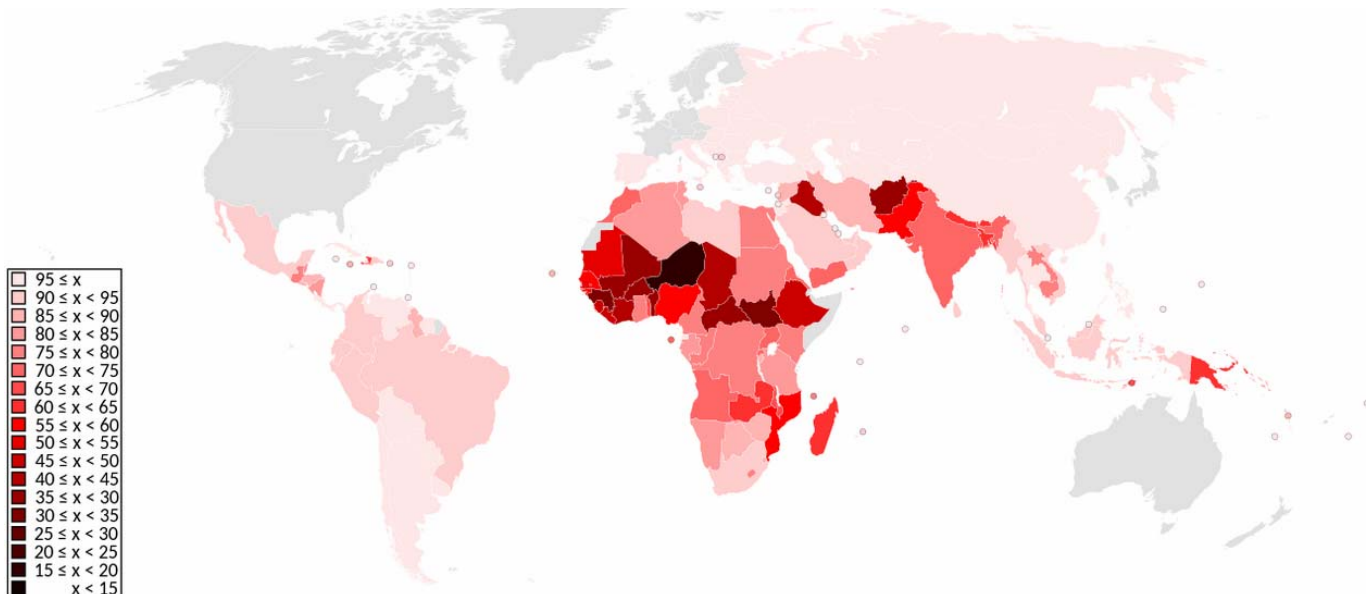 95 ≤ x
90 ≤ x < 95
85 ≤ x < 90
80 ≤ x < 85
75 ≤ x < 80
70 ≤ x < 75
65 ≤ x < 70
60 ≤ x < 65
55 ≤ x < 60
50 ≤ x < 55
45 ≤ x < 50
40 ≤ x < 45
35 ≤ x < 30
30 ≤ x < 35
25 ≤ x < 30
20 ≤ x < 25
15 ≤ x < 20
x < 15